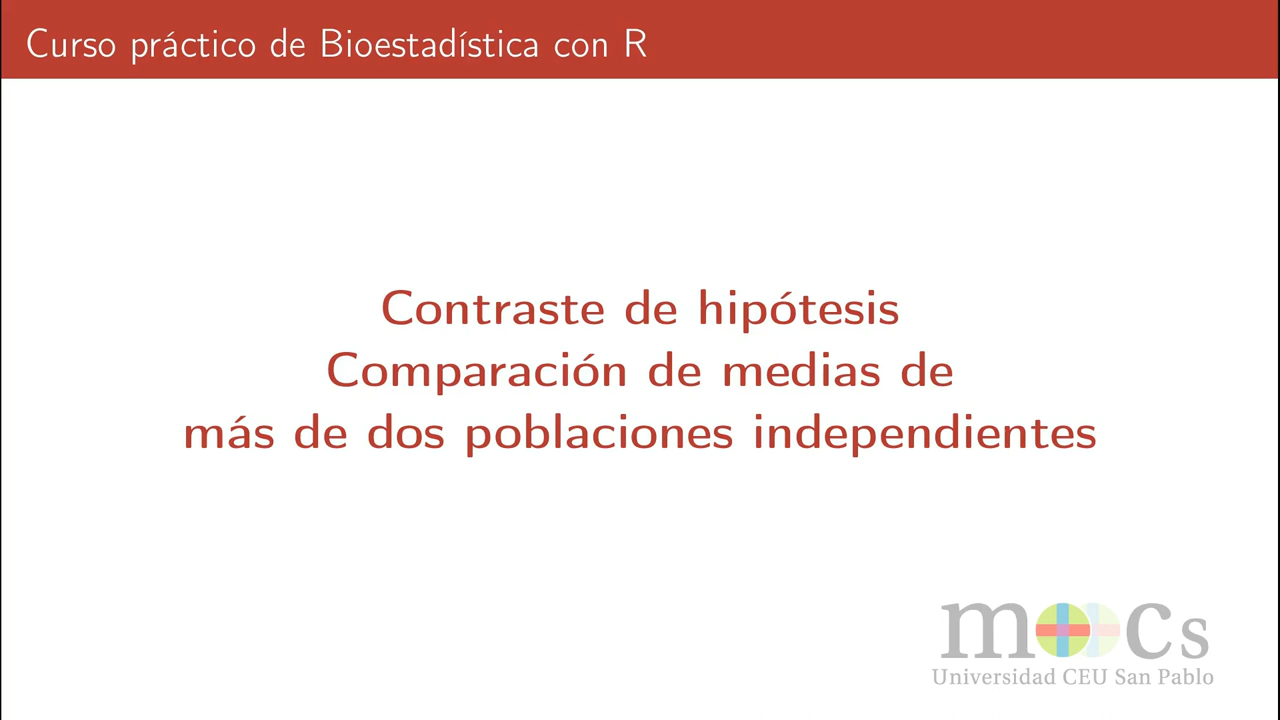 Curso práctico de Bioestadística con R
Contraste de hipótesis
Comparación de medias de
más de dos poblaciones independientes
moocs
Universidad CEU San Pablo